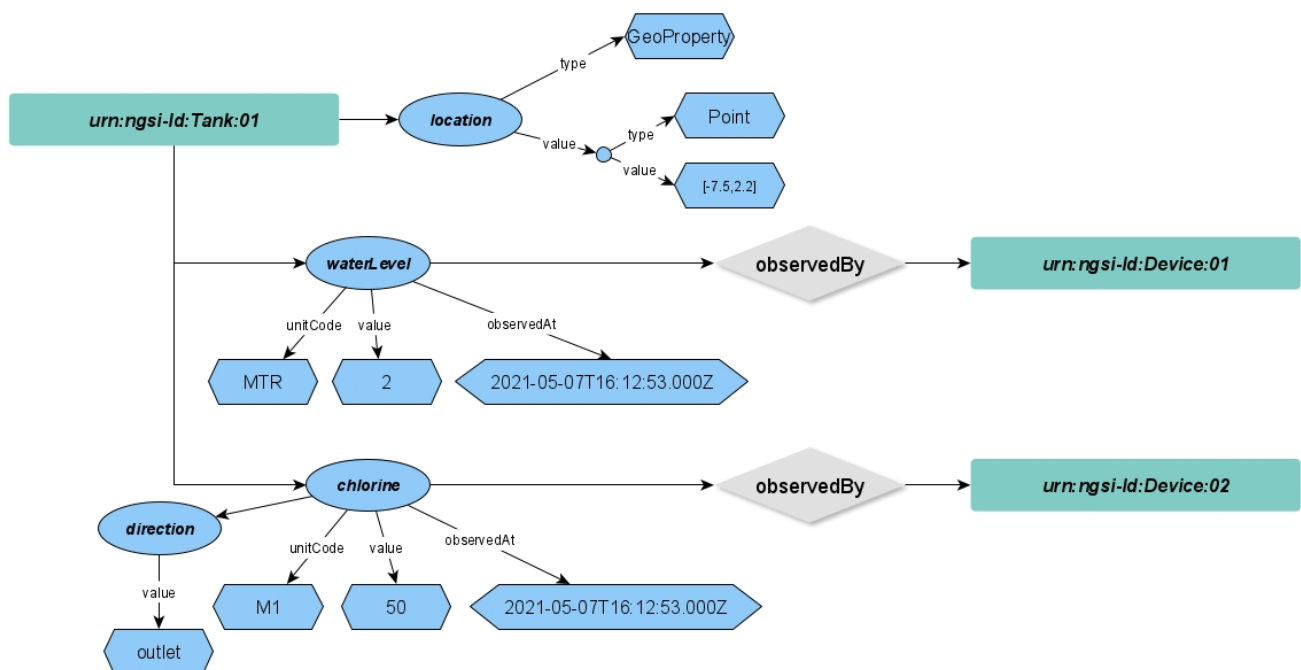 GeoProperty
type
urn:ngsi-ld:Tank:01
location
Point
type
value
value
[-7.5,2.2]
waterLevel
observedBy
urn:ngsi-ld:Device:01
unitCode
value
observedAt
MTR
2
2021-05-07T16:12:53.000Z
chlorine
observedBy
urn:ngsi-ld:Device:02
direction
unitCode
value
observedAt
value
M1
50
2021-05-07T16:12:53.000Z
outlet